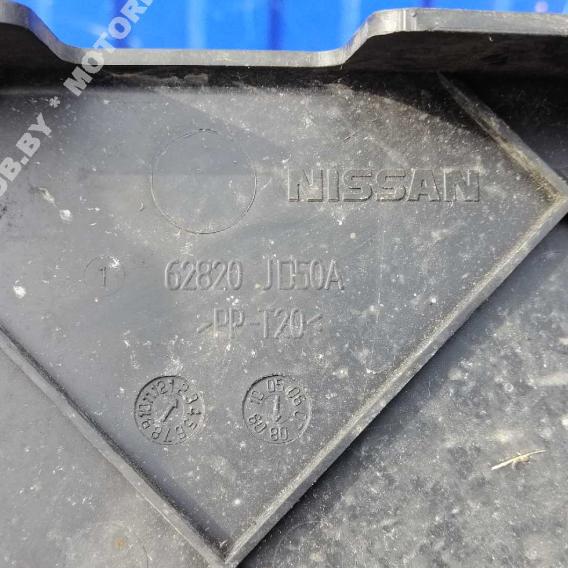 NISSAN
1
62820 JD50A
>PP-T20<